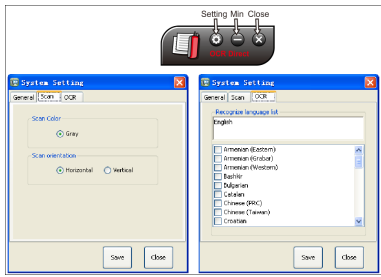 Setting Min Close
System Setting
General Scan OCR
Scan Color
Gray
Scan orientation
Horizontal Vertical
Save Close
System Setting
General Scan OCR
Recognize language list
English
Armenian (Eastern)
Armenian (Grabar)
Armenian (Western)
Bashkir
Bulgarian
Catalan
Chinese (PRC)
Chinese (Taiwan)
Croatian
Save Close